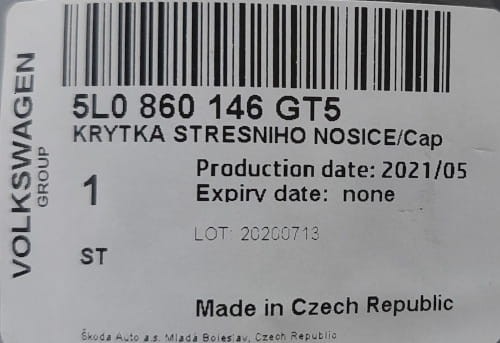 VOLKSWAGEN
GROUP
5L0 860 146 GT5
KRYTKA STRESNIHO NOSICE/Cap
1
Production date: 2021/05
Expiry date: none
LOT: 20200713
ST
Made in Czech Republic
Škoda Auto a.s. Mladá Boleslav, Czech Republic